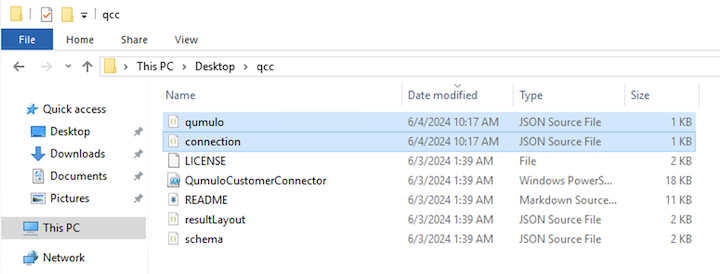 qcc
File Home Share View
This PC Desktop qcc
Name Date modified Type Size
Quick access
Desktop
Downloads
Documents
Pictures
This PC
Network
qumulo 6/4/2024 10:17 AM JSON Source File 1 KB
connection 6/4/2024 10:17 AM JSON Source File 1 KB
LICENSE 6/3/2024 1:39 AM File 2 KB
QumuloCustomerConnector 6/3/2024 1:39 AM Windows PowerS... 18 KB
README 6/3/2024 1:39 AM Markdown Source... 11 KB
resultLayout 6/3/2024 1:39 AM JSON Source File 2 KB
schema 6/3/2024 1:39 AM JSON Source File 2 KB